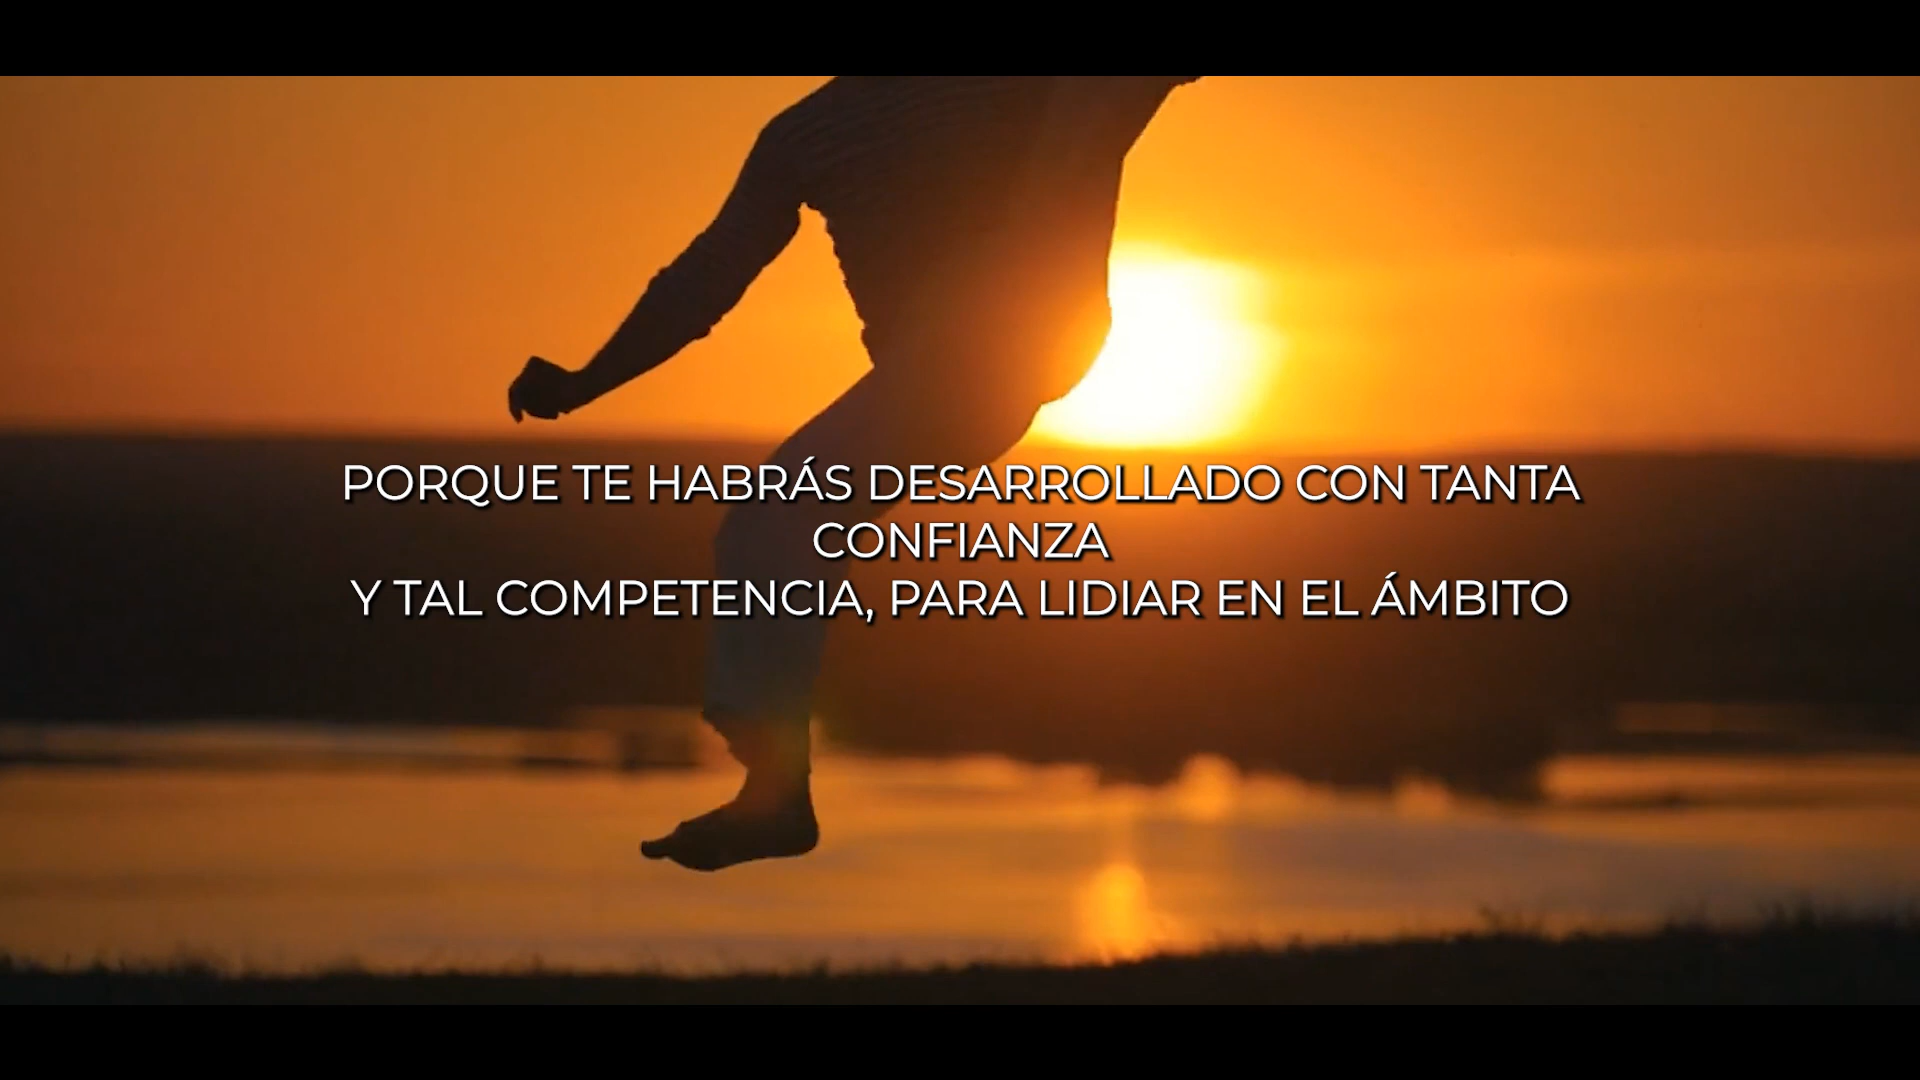 PORQUE TE HABRÁS DESARROLLADO CON TANTA
CONFIANZA
Y TAL COMPETENCIA, PARA LIDIAR EN EL ÁMBITO